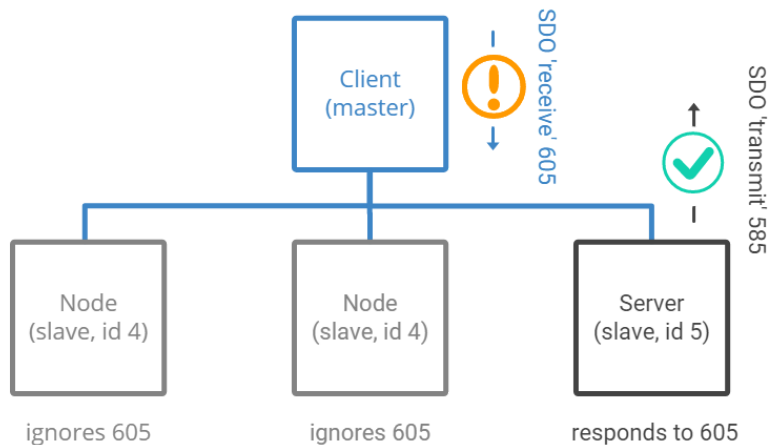 Client
(master)
SDO 'receive' 605
SDO 'transmit' 585
Node
(slave, id 4)
Node
(slave, id 4)
Server
(slave, id 5)
ignores 605
ignores 605
responds to 605